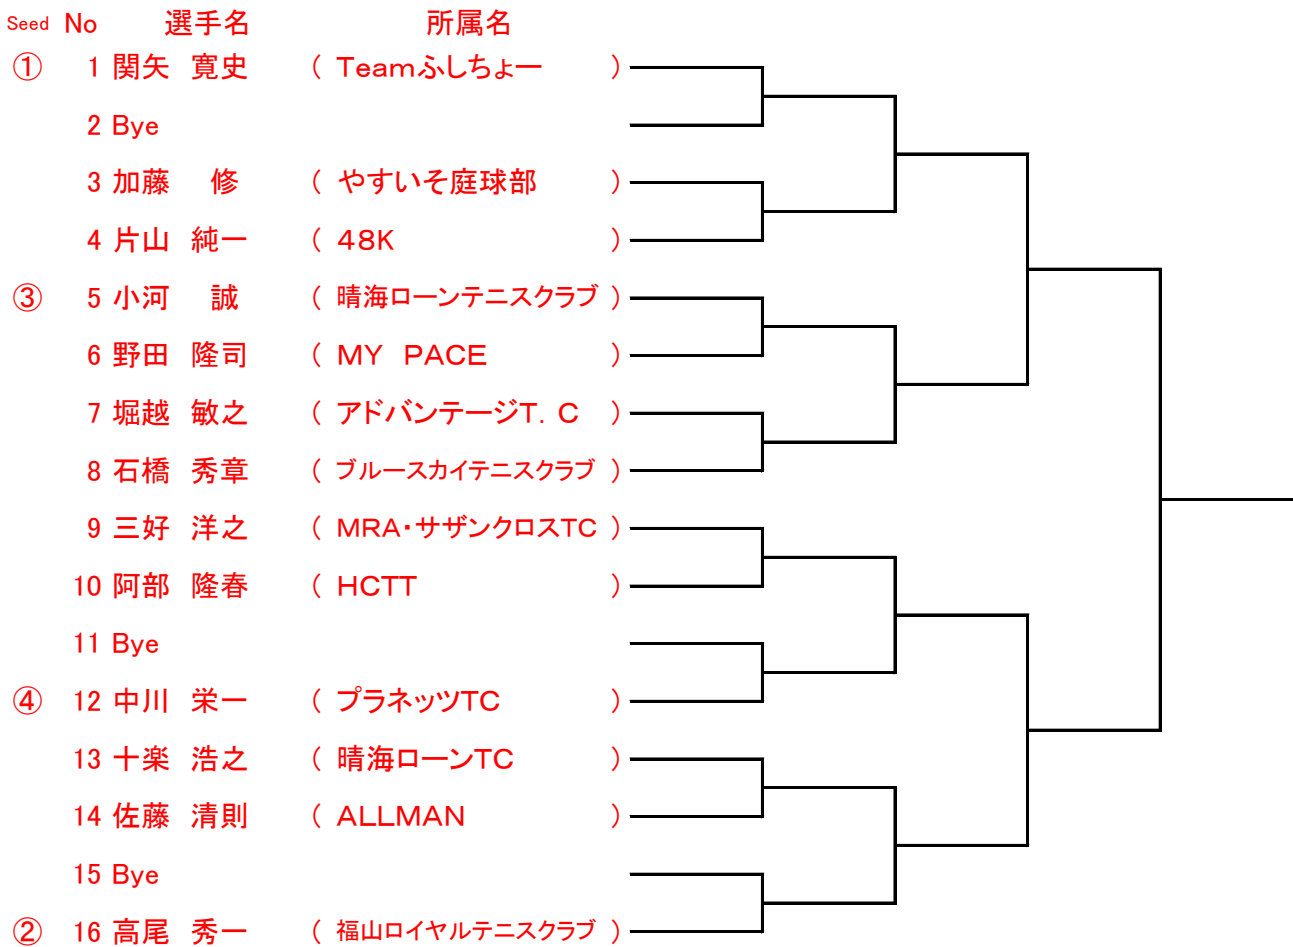 Seed No 選手名 所属名
① 1 関矢 寛史 ( Teamふしちょー )
2 Bye
3 加藤 修 ( やすいそ庭球部 )
4 片山 純一 ( 48K )
③ 5 小河 誠 ( 晴海ローンテニスクラブ )
6 野田 隆司 ( MY PACE )
7 堀越 敏之 ( アドバンテージT. C )
8 石橋 秀章 ( ブルースカイテニスクラブ )
9 三好 洋之 ( MRA・サザンクロスTC )
10 阿部 隆春 ( HCTT )
11 Bye
④ 12 中川 栄一 ( プラネッツTC )
13 十楽 浩之 ( 晴海ローンTC )
14 佐藤 清則 ( ALLMAN )
15 Bye
② 16 高尾 秀一 ( 福山ロイヤルテニスクラブ )